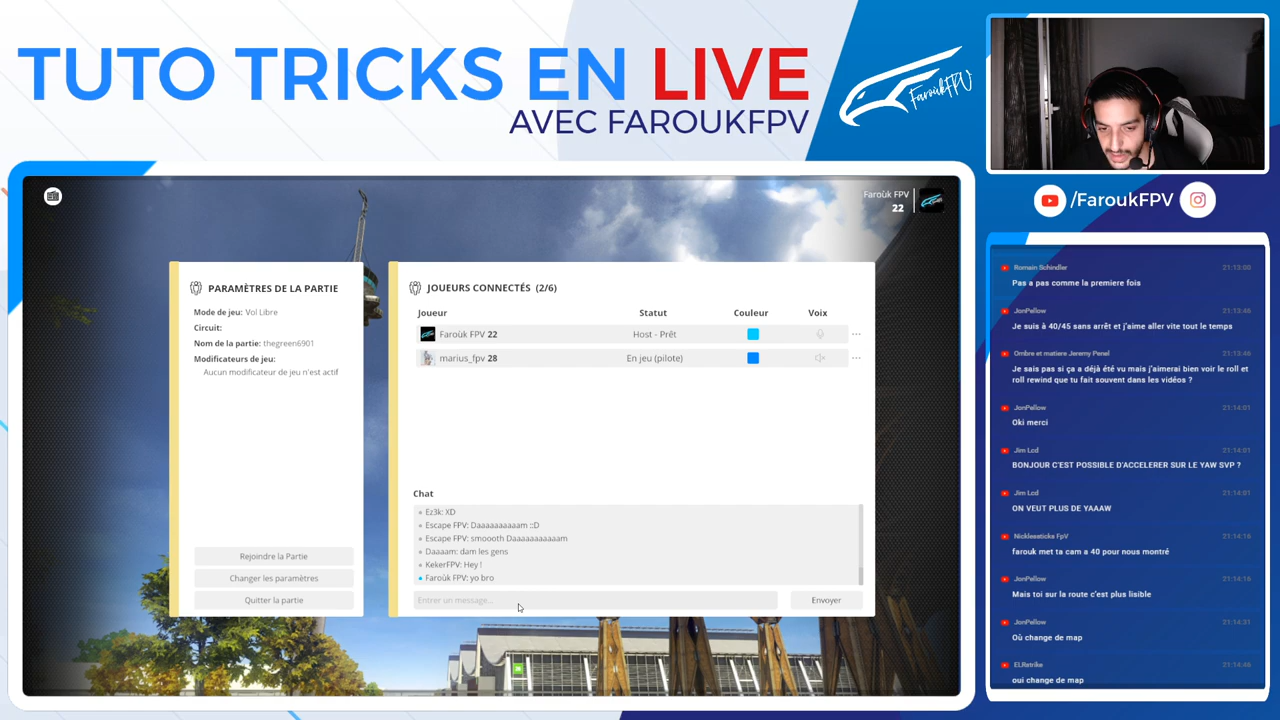 TUTO TRICKS EN LIVE
AVEC FAROUKFPV
FaroukFPV
/FaroukFPV
Faroùk FPV
22
PARAMÈTRES DE LA PARTIE
Mode de jeu: Vol Libre
Circuit:
Nom de la partie: thegreen6901
Modificateurs de jeu:
Aucun modificateur de jeu n'est actif
Rejoindre la Partie
Changer les paramètres
Quitter la partie
JOUEURS CONNECTÉS (2/6)
Joueur Statut Couleur Voix
Faroùk FPV 22 Host - Prêt
marius_fpv 28 En jeu (pilote)
Chat
Ez3k: XD
Escape FPV: Daaaaaaaaam ::D
Escape FPV: smoooth Daaaaaaaaaaam
Daaaam: dam les gens
KekerFPV: Hey !
Faroùk FPV: yo bro
Entrer un message...
Envoyer
Romain Schindler 21:13:50
Pas a pas comme la premiere fois
JonPellow 21:13:46
Je suis à 40/45 sans arrêt et j'aime aller vite tout le temps
Ombre et matiere Jeremy Penel 21:13:46
Je sais pas si ça a déjà été vu mais j'aimerai bien voir le roll et
roll rewind que tu fait souvent dans les vidéos ?
JonPellow 21:14:01
Oki merci
Jim Lcd 21:14:01
BONJOUR C'EST POSSIBLE D'ACCELERER SUR LE YAW SVP ?
Jim Lcd 21:14:01
ON VEUT PLUS DE YAAAW
Nickleesticks FpV 21:14:16
farouk met ta cam a 40 pour nous montré
JonPellow 21:14:16
Mais toi sur la route c'est plus lisible
JonPellow 21:14:31
Où change de map
ELRetrike 21:14:46
oui change de map